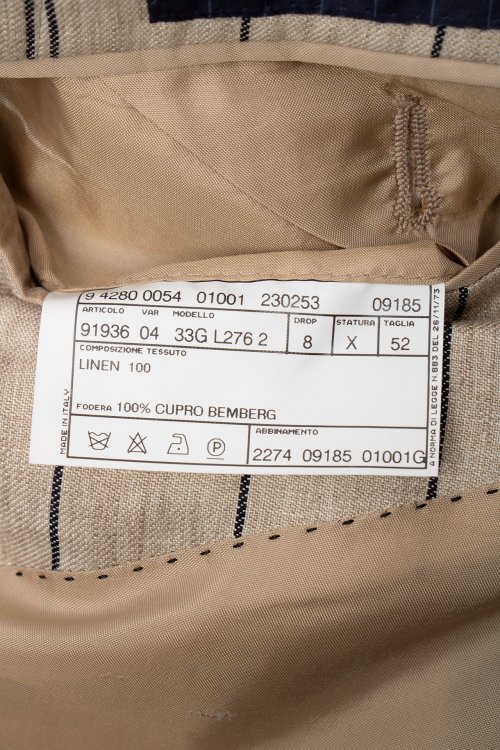 9 4280 0054 01001 230253 09185
ARTICOLO VAR MODELLO DROP STATURA TAGLIA
91936 04 33G L276 2 8 X 52
COMPOSIZIONE TESSUTO
LINEN 100
FODERA 100% CUPRO BEMBERG
P
ABBINAMENTO
2274 09185 01001G
MADE IN ITALY
A NORMA DI LEGGE N.883 DEL 26/11/73